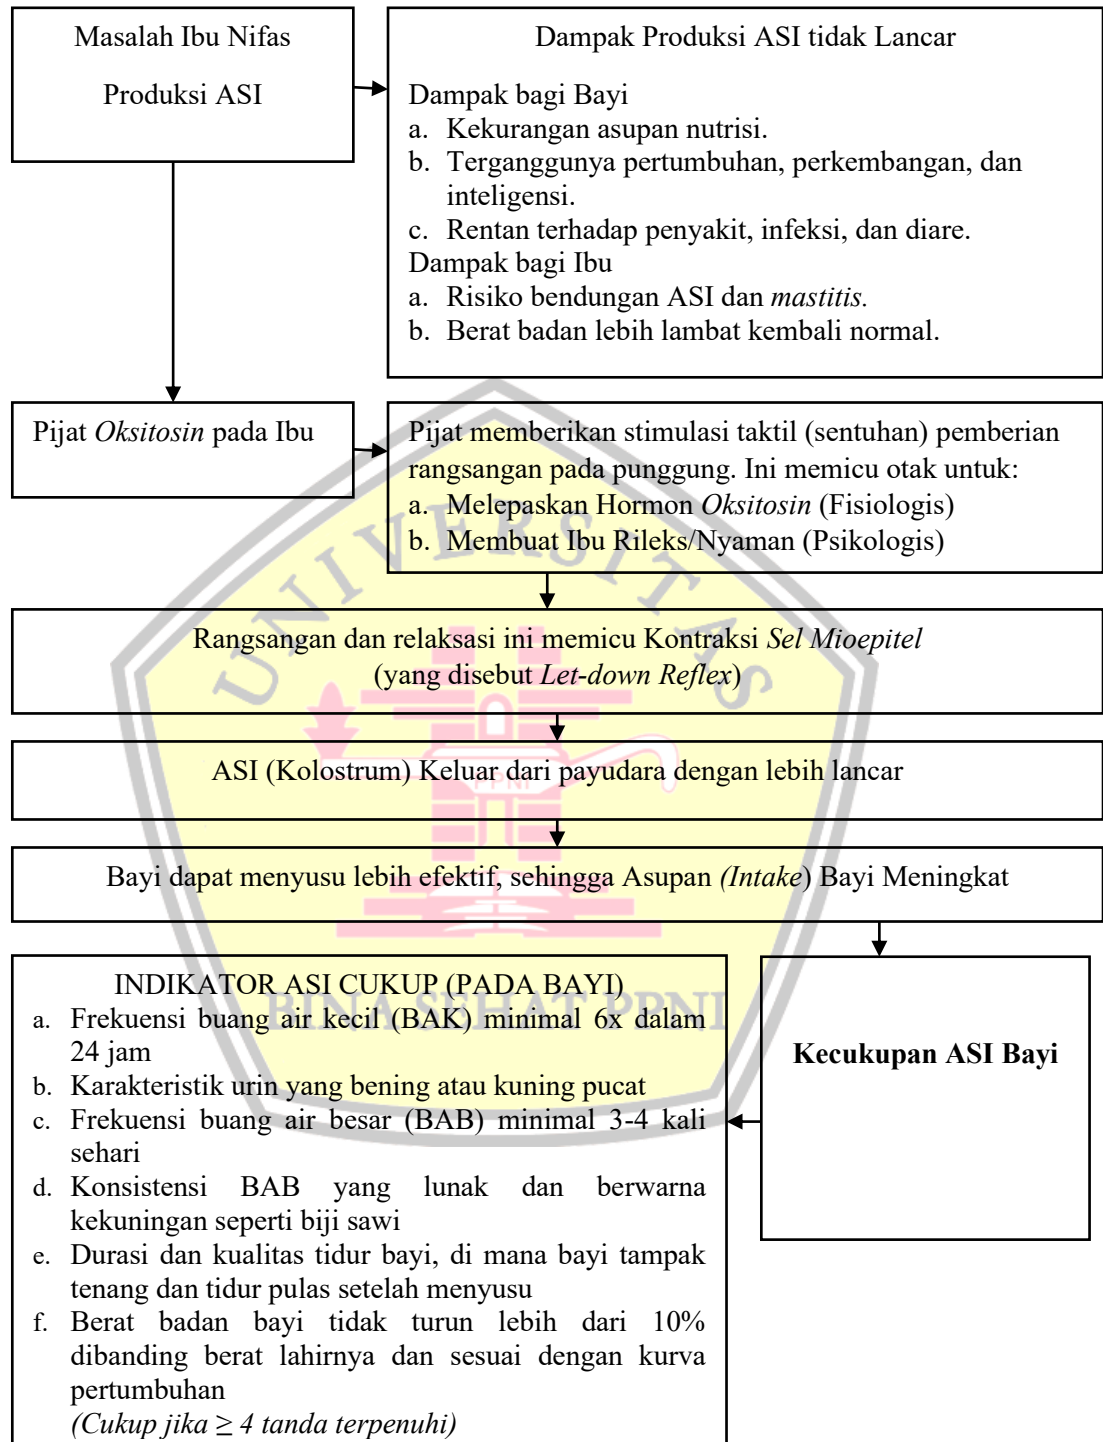 Masalah Ibu Nifas
Produksi ASI
Dampak Produksi ASI tidak Lancar
Dampak bagi Bayi
a. Kekurangan asupan nutrisi.
b. Terganggunya pertumbuhan, perkembangan, dan
inteligensi.
c. Rentan terhadap penyakit, infeksi, dan diare.
Dampak bagi Ibu
a. Risiko bendungan ASI dan mastitis.
b. Berat badan lebih lambat kembali normal.
Pijat Oksitosin pada Ibu
Pijat memberikan stimulasi taktil (sentuhan) pemberian
rangsangan pada punggung. Ini memicu otak untuk:
a. Melepaskan Hormon Oksitosin (Fisiologis)
b. Membuat Ibu Rileks/Nyaman (Psikologis)
UNIVERSITAS
Rangsangan dan relaksasi ini memicu Kontraksi Sel Mioepitel
(yang disebut Let-down Reflex)
ASI (Kolostrum) Keluar dari payudara dengan lebih lancar
PPNI
Bayi dapat menyusu lebih efektif, sehingga Asupan (Intake) Bayi Meningkat
INDIKATOR ASI CUKUP (PADA BAYI)
a. Frekuensi buang air kecil (BAK) minimal 6x dalam
24 jam
b. Karakteristik urin yang bening atau kuning pucat
c. Frekuensi buang air besar (BAB) minimal 3-4 kali
sehari
d. Konsistensi BAB yang lunak dan berwarna
kekuningan seperti biji sawi
e. Durasi dan kualitas tidur bayi, di mana bayi tampak
tenang dan tidur pulas setelah menyusu
f. Berat badan bayi tidak turun lebih dari 10%
dibanding berat lahirnya dan sesuai dengan kurva
pertumbuhan
(Cukup jika ≥ 4 tanda terpenuhi)
BINA SEHAT PPNI
Kecukupan ASI Bayi